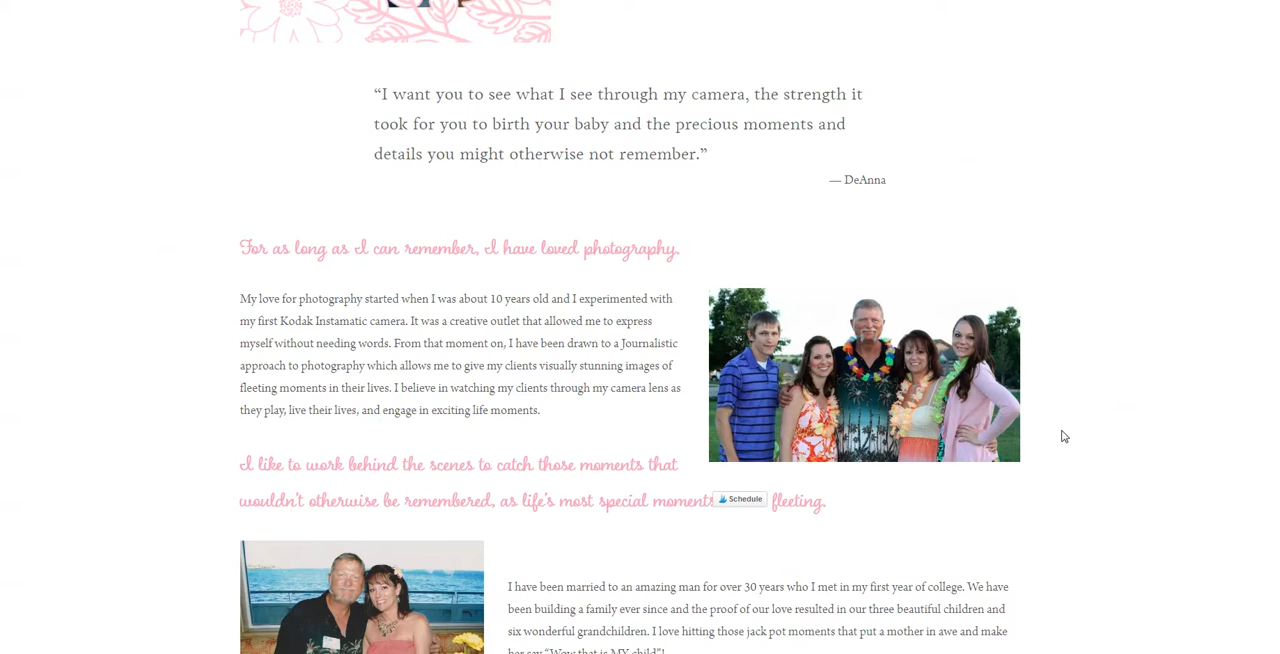 “I want you to see what I see through my camera, the strength it
took for you to birth your baby and the precious moments and
details you might otherwise not remember.”
— DeAnna
For as long as I can remember, I have loved photography.
My love for photography started when I was about 10 years old and I experimented with
my first Kodak Instamatic camera. It was a creative outlet that allowed me to express
myself without needing words. From that moment on, I have been drawn to a Journalistic
approach to photography which allows me to give my clients visually stunning images of
fleeting moments in their lives. I believe in watching my clients through my camera lens as
they play, live their lives, and engage in exciting life moments.
I like to work behind the scenes to catch those moments that
wouldn't otherwise be remembered, as life's most special moments Schedule fleeting.
I have been married to an amazing man for over 30 years who I met in my first year of college. We have
been building a family ever since and the proof of our love resulted in our three beautiful children and
six wonderful grandchildren. I love hitting those jack pot moments that put a mother in awe and make
her say “Wow that is MY child”!